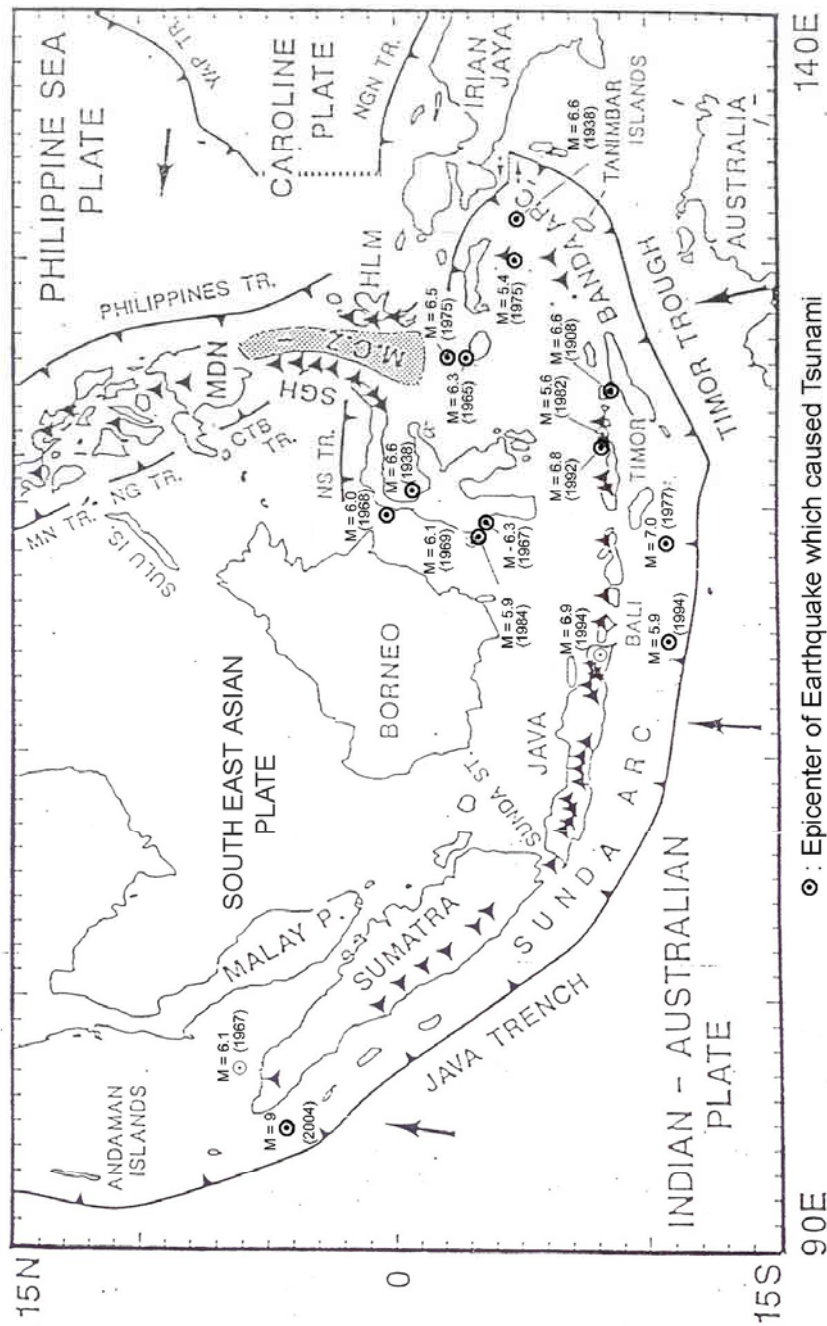 15N
0
15S
90E
140E
ANDAMAN
ISLANDS
M = 6.1
(1967)
M = 9
(2004)
MALAY P.
SUMATRA
JAVA TRENCH
SUNDA ARC
INDIAN - AUSTRALIAN
PLATE
SOUTH EAST ASIAN
PLATE
SUNDA ST.
JAVA
BORNEO
BALI
M = 6.9
(1994)
M = 5.9
(1994)
M = 7.0
(1977)
M = 5.9
(1984)
M - 6.3
(1967)
M = 6.1
(1969)
M = 6.0
(1968)
M = 6.6
1938)
NS TR.
SULU IS.
MN TR.
NG TR.
CTB
TR.
MDN
SGH
M.C.Z
HLM
PHILIPPINES TR.
PHILIPPINE SEA
PLATE
YAP TR.
CAROLINE
PLATE
NGN TR.
IRIAN
JAYA
M = 6.5
(1975)
M = 6.3
(1965)
M = 5.4
(1975)
M = 6.6
(1938)
M = 6.6
(1908)
M = 5.6
(1982)
M = 6.8
(1992)
BANDA ARC
TANIMBAR
ISLANDS
TIMOR
TIMOR TROUGH
AUSTRALIA
: Epicenter of Earthquake which caused Tsunami